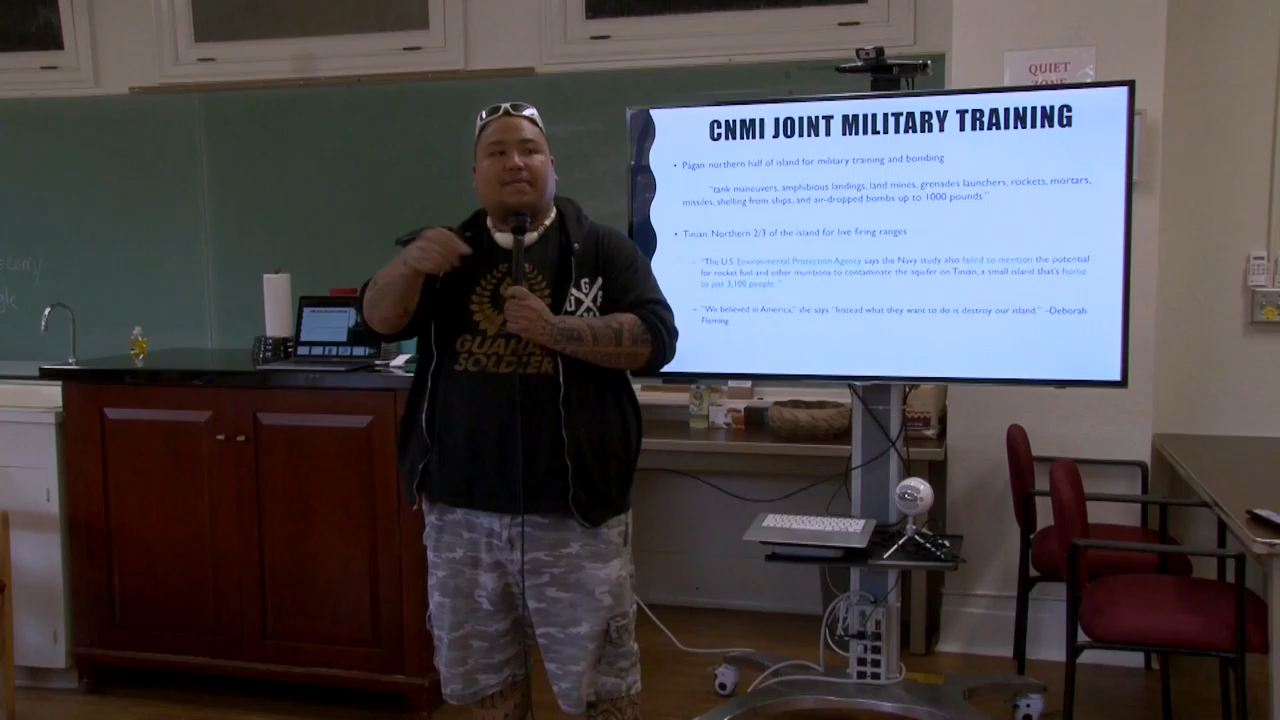 QUIET
ZONE
CNMI JOINT MILITARY TRAINING
• Pågan: northern half of island for military training and bombing
"tank maneuvers, amphibious landings, land mines, grenades launchers, rockets, mortars,
missiles, shelling from ships, and air-dropped bombs up to 1000 pounds"
• Tinian: Northern 2/3 of the island for live firing ranges
– "The U.S. Environmental Protection Agency says the Navy study also failed to mention the potential
for rocket fuel and other munitions to contaminate the aquifer on Tinian, a small island that's home
to just 3,100 people."
– "We believed in America," she says "Instead what they want to do is destroy our island." –Deborah
Fleming
GUAHAN
SOLDIER